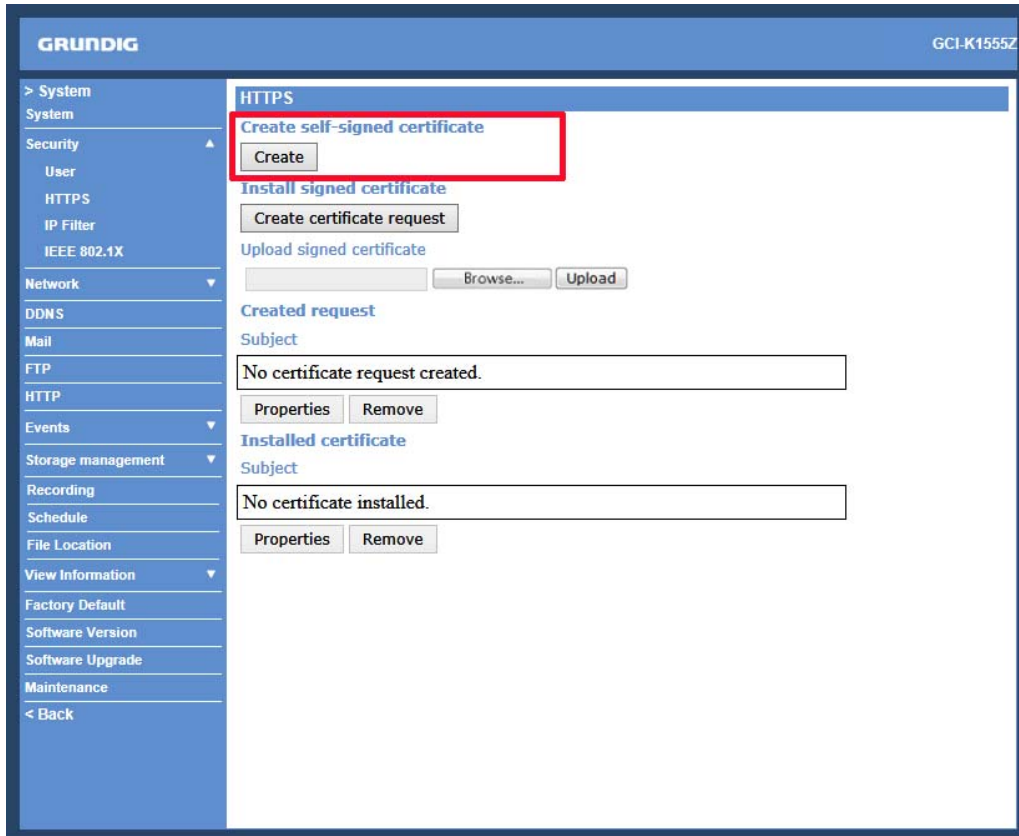 GRUNDIG
GCI-K1555Z
> System
System
Security
User
HTTPS
IP Filter
IEEE 802.1X
Network
DDNS
Mail
FTP
HTTP
Events
Storage management
Recording
Schedule
File Location
View Information
Factory Default
Software Version
Software Upgrade
Maintenance
< Back
HTTPS
Create self-signed certificate
Create
Install signed certificate
Create certificate request
Upload signed certificate
Browse... Upload
Created request
Subject
No certificate request created.
Properties Remove
Installed certificate
Subject
No certificate installed.
Properties Remove